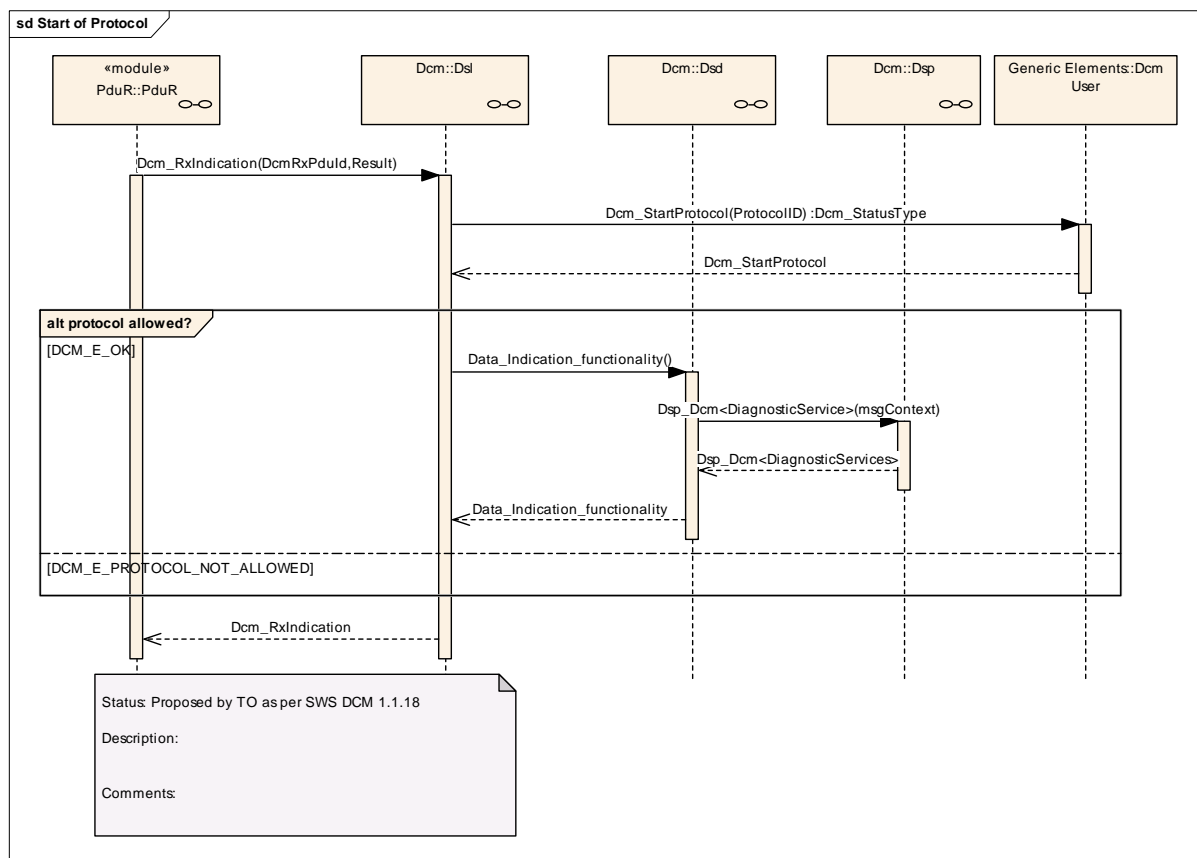 sd Start of Protocol
«module»
PduR::PduR
Dcm::Dsl
Dcm::Dsd
Dcm::Dsp
Generic Elements::Dcm
User
Dcm_RxIndication(DcmRxPduId,Result)
Dcm_StartProtocol(ProtocolID) :Dcm_StatusType
Dcm_StartProtocol
alt protocol allowed?
[DCM_E_OK]
Data_Indication_functionality()
Dsp_Dcm<DiagnosticService>(msgContext)
Dsp_Dcm<DiagnosticServices>
Data_Indication_functionality
[DCM_E_PROTOCOL_NOT_ALLOWED]
Dcm_RxIndication
Status: Proposed by TO as per SWS DCM 1.1.18
Description:
Comments: